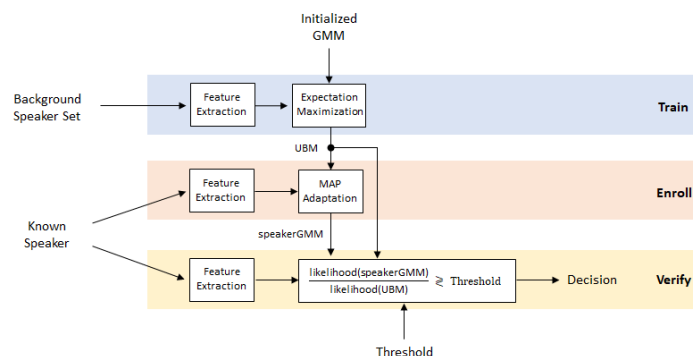 Initialized
GMM
Background
Speaker Set
Feature
Extraction
Expectation
Maximization
Train
UBM
Feature
Extraction
MAP
Adaptation
Enroll
Known
Speaker
speakerGMM
Feature
Extraction
likelihood(speakerGMM)
likelihood(UBM)
≷ Threshold
Decision
Verify
Threshold